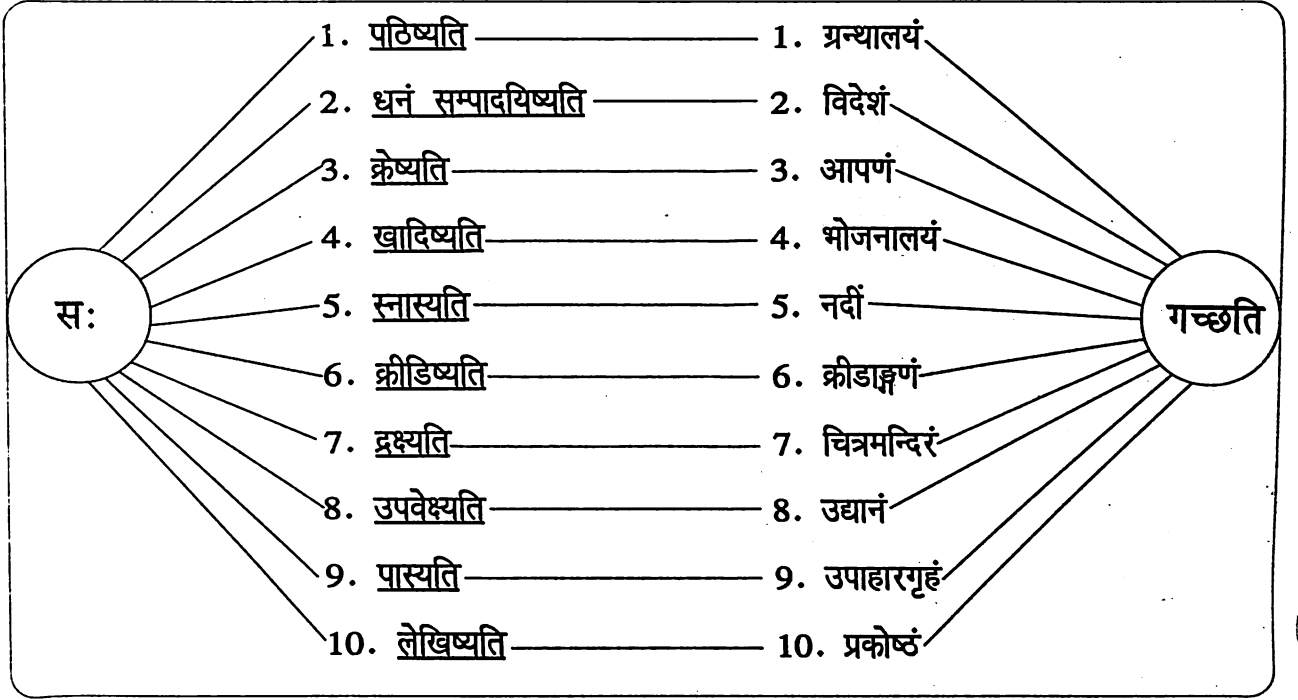 1. पठिष्यति 1. ग्रन्थालयं
2. धनं सम्पादयिष्यति 2. विदेशं
3. क्रेष्यति 3. आपणं
4. खादिष्यति 4. भोजनालयं
सः 5. स्नास्यति 5. नदीं गच्छति
6. क्रीडिष्यति 6. क्रीडाङ्गणं
7. द्रक्ष्यति 7. चित्रमन्दिरं
8. उपवेक्ष्यति 8. उद्यानं
9. पास्यति 9. उपाहारगृहं
10. लेखिष्यति 10. प्रकोष्ठं